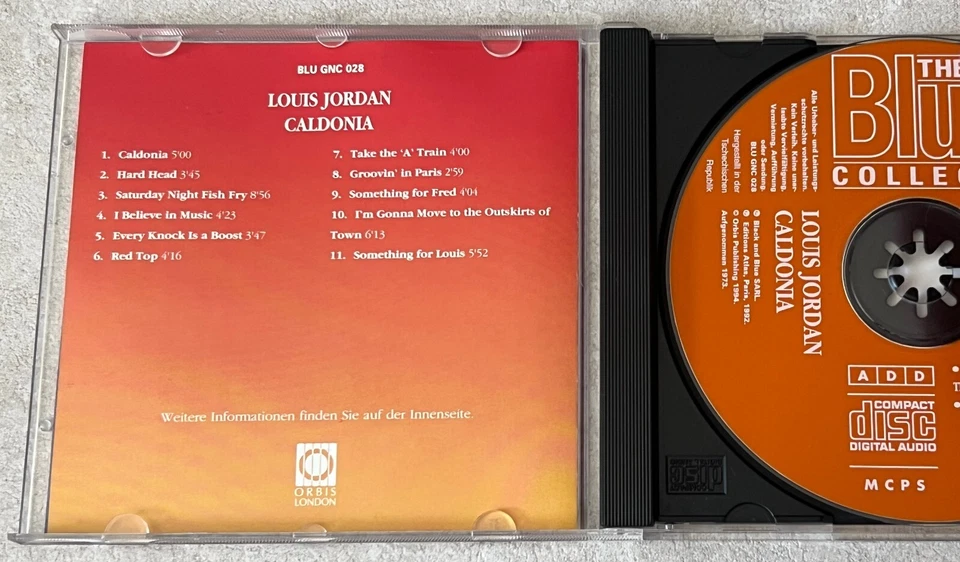 BLU GNC 028
LOUIS JORDAN
CALDONIA
1. Caldonia 5'00
2. Hard Head 3'45
3. Saturday Night Fish Fry 8'56
4. I Believe in Music 4'23
5. Every Knock Is a Boost 3'47
6. Red Top 4'16
7. Take the ‘A’ Train 4'00
8. Groovin' in Paris 2'59
9. Something for Fred 4'04
10. I'm Gonna Move to the Outskirts of
Town 6'13
11. Something for Louis 5'52
Weitere Informationen finden Sie auf der Innenseite.
ORBIS
LONDON
THE
Blu
COLLEC
Alle Urheber- und Leistungs-
schutzrechte vorbehalten.
Kein Verleih. Keine uner-
laubte Vervielfältigung,
Vermietung, Aufführung
oder Sendung.
BLU GNC 028
Hergestellt in der
Tschechischen
Republik
LOUIS JORDAN
CALDONIA
℗ Black and Blue SARL.
℗ Editions Atlas, Paris, 1992.
© Orbis Publishing 1994.
Aufgenommen 1973.
ADD
COMPACT
disc
DIGITAL AUDIO
MCPS